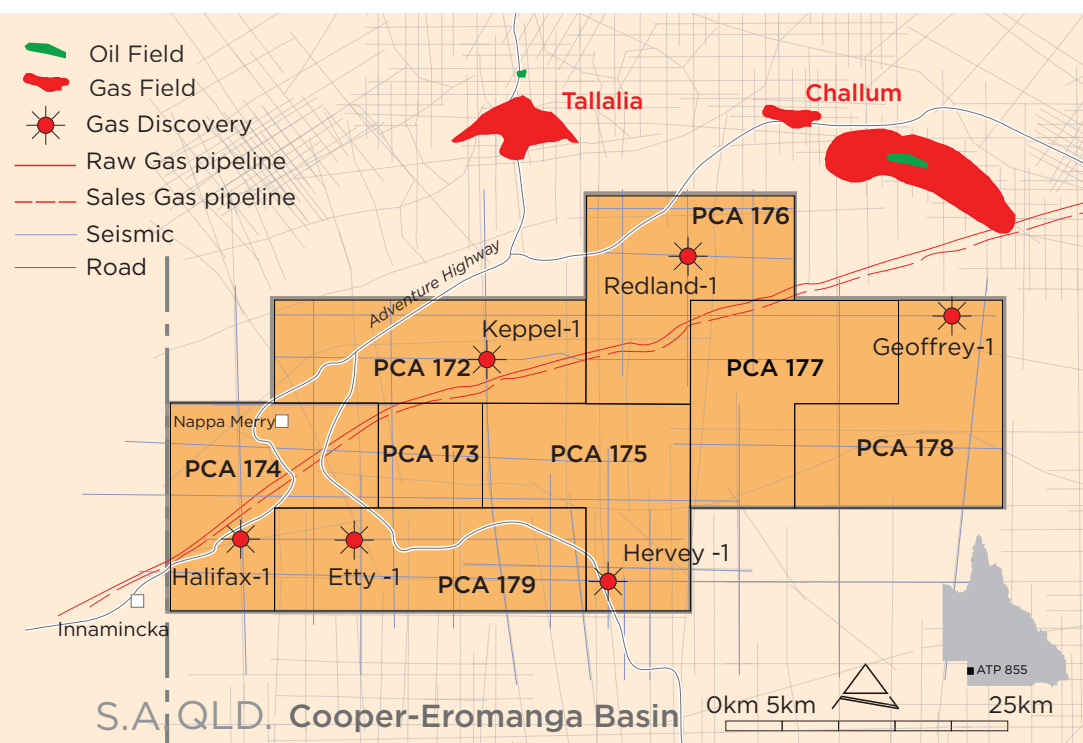 Oil Field
Gas Field
Gas Discovery
Raw Gas pipeline
Sales Gas pipeline
Seismic
Road
Tallalia
Challum
Adventure Highway
PCA 176
Redland-1
Keppel-1
PCA 172
Geoffrey-1
PCA 177
Nappa Merry
PCA 174
PCA 173
PCA 175
PCA 178
Halifax-1
Etty -1
PCA 179
Hervey -1
Innamincka
ATP 855
S.A. QLD. Cooper-Eromanga Basin
0km 5km 25km